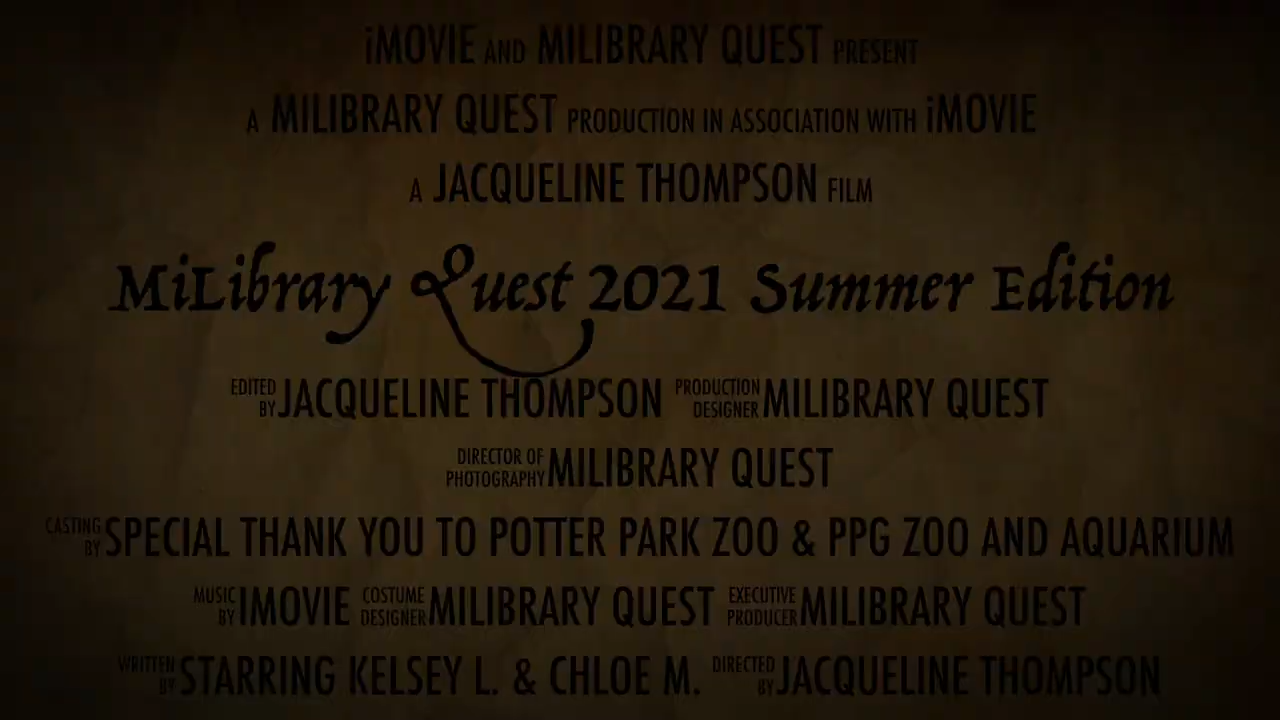 iMOVIE AND MILIBRARY QUEST PRESENT
A MILIBRARY QUEST PRODUCTION IN ASSOCIATION WITH iMOVIE
A JACQUELINE THOMPSON FILM
MiLibrary Quest 2021 Summer Edition
EDITED BY JACQUELINE THOMPSON PRODUCTION DESIGNER MILIBRARY QUEST
DIRECTOR OF PHOTOGRAPHY MILIBRARY QUEST
CASTING BY SPECIAL THANK YOU TO POTTER PARK ZOO & PPG ZOO AND AQUARIUM
MUSIC BY IMOVIE COSTUME DESIGNER MILIBRARY QUEST EXECUTIVE PRODUCER MILIBRARY QUEST
WRITTEN BY STARRING KELSEY L. & CHLOE M. DIRECTED BY JACQUELINE THOMPSON